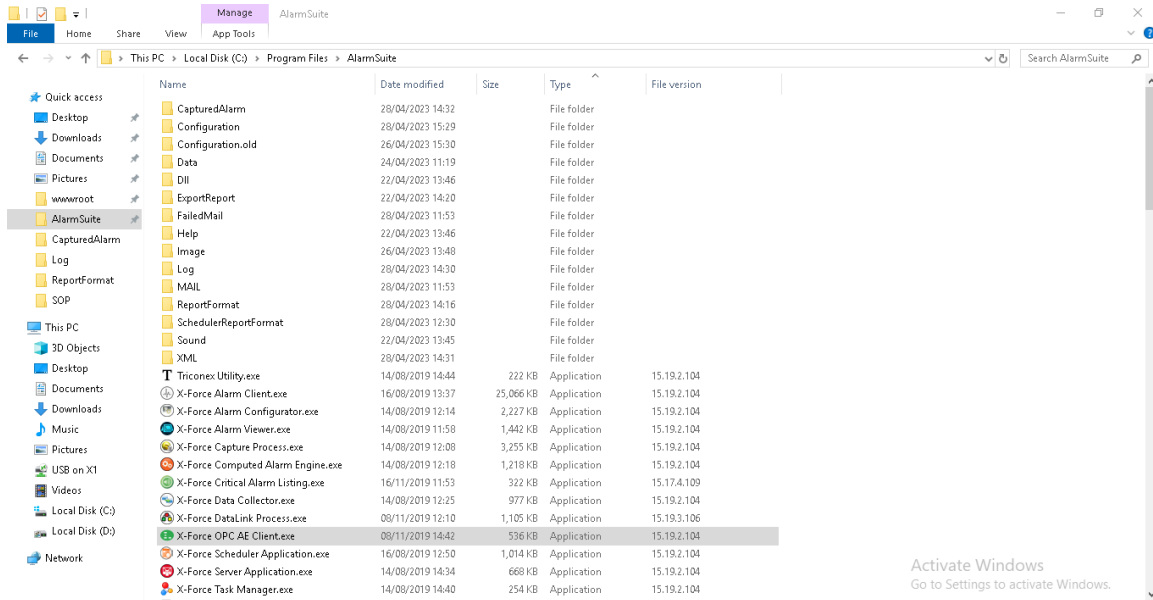 Manage AlarmSuite
File Home Share View App Tools
This PC Local Disk (C:) Program Files AlarmSuite Search AlarmSuite
Name Date modified Size Type File version
Quick access
Desktop
Downloads
Documents
Pictures
wwwroot
AlarmSuite
CapturedAlarm
Log
ReportFormat
SOP
This PC
3D Objects
Desktop
Documents
Downloads
Music
Pictures
USB on X1
Videos
Local Disk (C:)
Local Disk (D:)
Network
CapturedAlarm 28/04/2023 14:32 File folder
Configuration 28/04/2023 15:29 File folder
Configuration.old 26/04/2023 15:30 File folder
Data 24/04/2023 11:19 File folder
Dll 22/04/2023 13:46 File folder
ExportReport 22/04/2023 14:20 File folder
FailedMail 28/04/2023 11:53 File folder
Help 22/04/2023 13:46 File folder
Image 26/04/2023 13:48 File folder
Log 28/04/2023 14:30 File folder
MAIL 28/04/2023 11:53 File folder
ReportFormat 28/04/2023 14:16 File folder
SchedulerReportFormat 28/04/2023 12:30 File folder
Sound 22/04/2023 13:45 File folder
XML 28/04/2023 14:31 File folder
Triconex Utility.exe 14/08/2019 14:44 222 KB Application 15.19.2.104
X-Force Alarm Client.exe 16/08/2019 13:37 25,066 KB Application 15.19.2.104
X-Force Alarm Configurator.exe 14/08/2019 12:14 2,227 KB Application 15.19.2.104
X-Force Alarm Viewer.exe 14/08/2019 11:58 1,442 KB Application 15.19.2.104
X-Force Capture Process.exe 14/08/2019 12:08 3,255 KB Application 15.19.2.104
X-Force Computed Alarm Engine.exe 14/08/2019 12:18 1,218 KB Application 15.19.2.104
X-Force Critical Alarm Listing.exe 16/11/2019 11:53 322 KB Application 15.17.4.109
X-Force Data Collector.exe 14/08/2019 12:25 977 KB Application 15.19.2.104
X-Force DataLink Process.exe 08/11/2019 12:10 1,105 KB Application 15.19.3.106
X-Force OPC AE Client.exe 08/11/2019 14:42 536 KB Application 15.19.2.104
X-Force Scheduler Application.exe 16/08/2019 12:50 1,014 KB Application 15.19.2.104
X-Force Server Application.exe 14/08/2019 14:34 668 KB Application 15.19.2.104
X-Force Task Manager.exe 14/08/2019 14:40 254 KB Application 15.19.2.104
Activate Windows
Go to Settings to activate Windows.